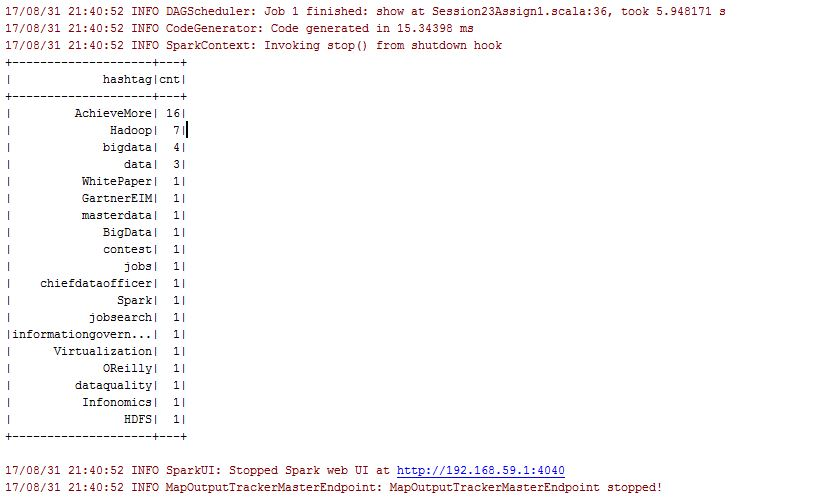 17/08/31 21:40:52 INFO DAGScheduler: Job 1 finished: show at Session23Assign1.scala:36, took 5.948171 s
17/08/31 21:40:52 INFO CodeGenerator: Code generated in 15.34398 ms
17/08/31 21:40:52 INFO SparkContext: Invoking stop() from shutdown hook
+--------------------+---+
|             hashtag|cnt|
+--------------------+---+
|         AchieveMore| 16|
|              Hadoop|  7|
|             bigdata|  4|
|                data|  3|
|          WhitePaper|  1|
|          GartnerEIM|  1|
|          masterdata|  1|
|             BigData|  1|
|             contest|  1|
|                jobs|  1|
|    chiefdataofficer|  1|
|               Spark|  1|
|           jobsearch|  1|
|informationgovern...|  1|
|      Virtualization|  1|
|             OReilly|  1|
|         dataquality|  1|
|          Infonomics|  1|
|                HDFS|  1|
+--------------------+---+
17/08/31 21:40:52 INFO SparkUI: Stopped Spark web UI at http://192.168.59.1:4040
17/08/31 21:40:52 INFO MapOutputTrackerMasterEndpoint: MapOutputTrackerMasterEndpoint stopped!